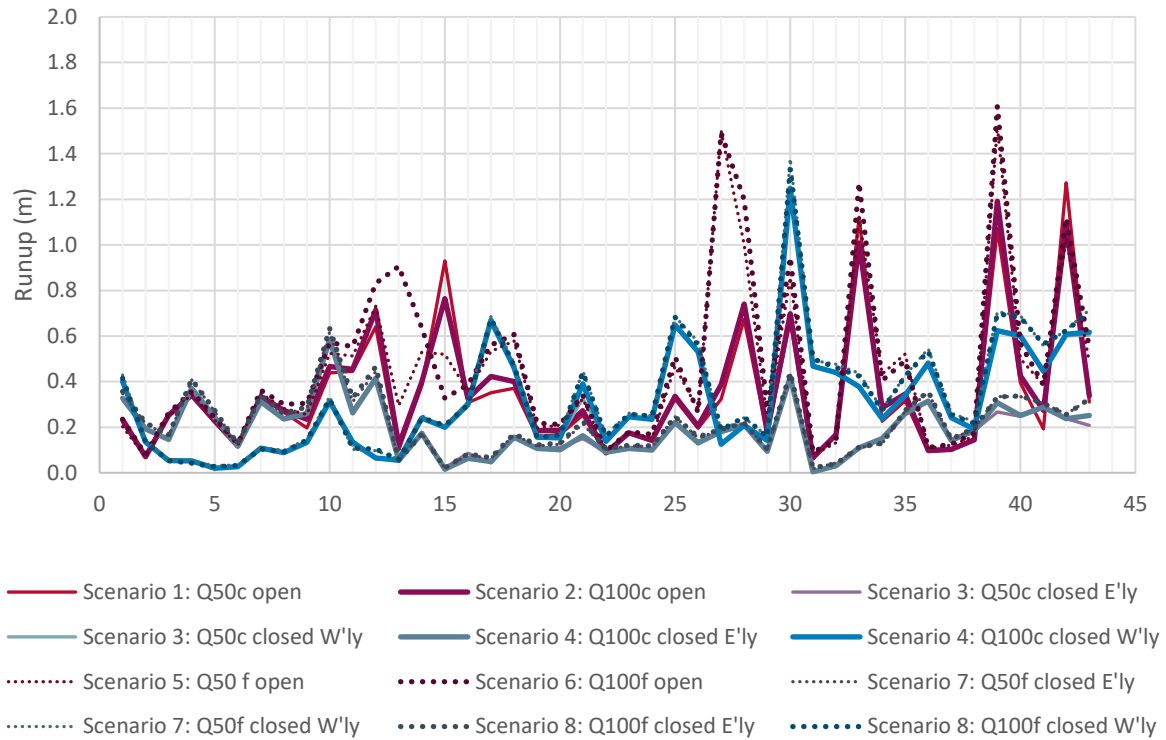 2.0
1.8
1.6
1.4
1.2
1.0
0.8
0.6
0.4
0.2
0.0
Runup (m)
0 5 10 15 20 25 30 35 40 45
Scenario 1: Q50c open Scenario 2: Q100c open Scenario 3: Q50c closed E'ly
Scenario 3: Q50c closed W'ly Scenario 4: Q100c closed E'ly Scenario 4: Q100c closed W'ly
Scenario 5: Q50 f open Scenario 6: Q100f open Scenario 7: Q50f closed E'ly
Scenario 7: Q50f closed W'ly Scenario 8: Q100f closed E'ly Scenario 8: Q100f closed W'ly